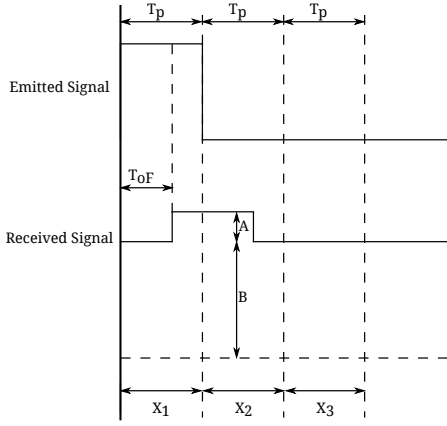 Tp Tp Tp
Emitted Signal
ToF
Received Signal
A
B
X1 X2 X3